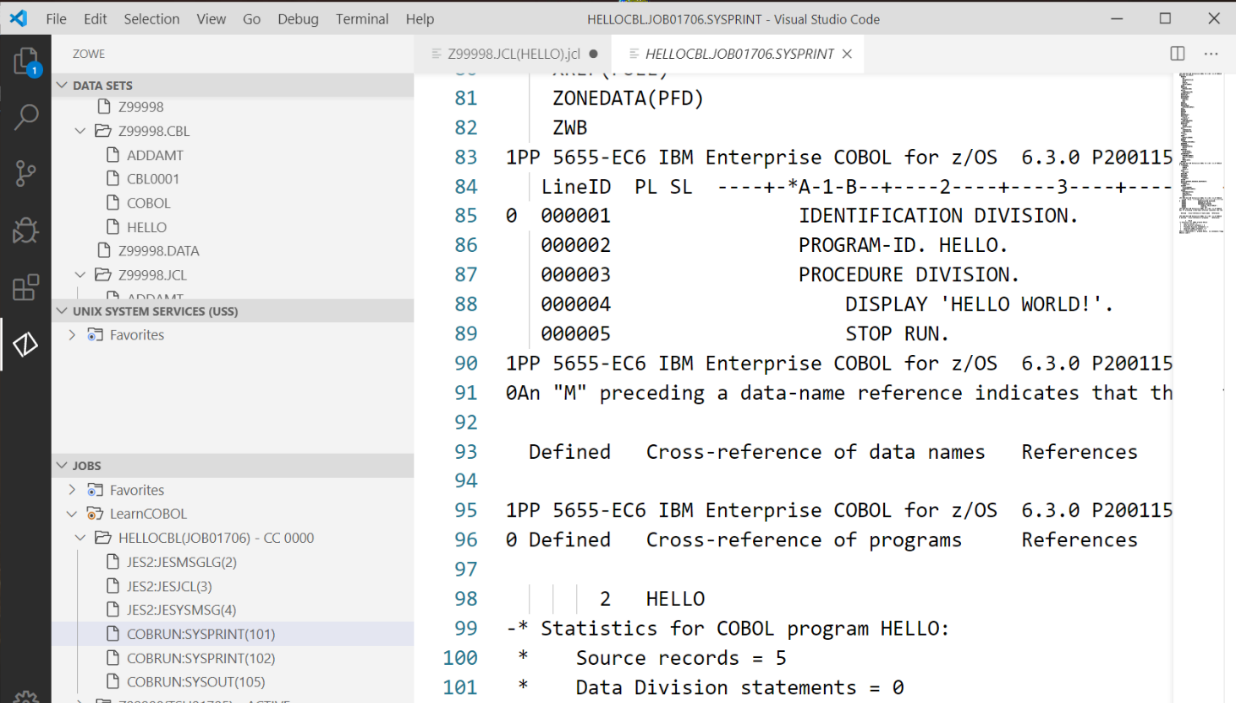 File Edit Selection View Go Debug Terminal Help HELLOCBL.JOB01706.SYSPRINT - Visual Studio Code
1
ZOWE
DATA SETS
Z99998
Z99998.CBL
ADDAMT
CBL0001
COBOL
HELLO
Z99998.DATA
Z99998.JCL
ADDAMT
UNIX SYSTEM SERVICES (USS)
Favorites
JOBS
Favorites
LearnCOBOL
HELLOCBL(JOB01706) - CC 0000
JES2:JESMSGLG(2)
JES2:JESJCL(3)
JES2:JESYSMSG(4)
COBRUN:SYSPRINT(101)
COBRUN:SYSPRINT(102)
COBRUN:SYSOUT(105)
Z99998.JCL(HELLO).jcl HELLOCBL.JOB01706.SYSPRINT
80 XREF(FULL)
81 ZONEDATA(PFD)
82 ZWB
83 1PP 5655-EC6 IBM Enterprise COBOL for z/OS 6.3.0 P200115
84 LineID PL SL ----+-*A-1-B--+----2----+----3----+----
85 0 000001 IDENTIFICATION DIVISION.
86 000002 PROGRAM-ID. HELLO.
87 000003 PROCEDURE DIVISION.
88 000004 DISPLAY 'HELLO WORLD!'.
89 000005 STOP RUN.
90 1PP 5655-EC6 IBM Enterprise COBOL for z/OS 6.3.0 P200115
91 0An "M" preceding a data-name reference indicates that th
92
93 Defined Cross-reference of data names References
94
95 1PP 5655-EC6 IBM Enterprise COBOL for z/OS 6.3.0 P200115
96 0 Defined Cross-reference of programs References
97
98 2 HELLO
99 -* Statistics for COBOL program HELLO:
100 * Source records = 5
101 * Data Division statements = 0